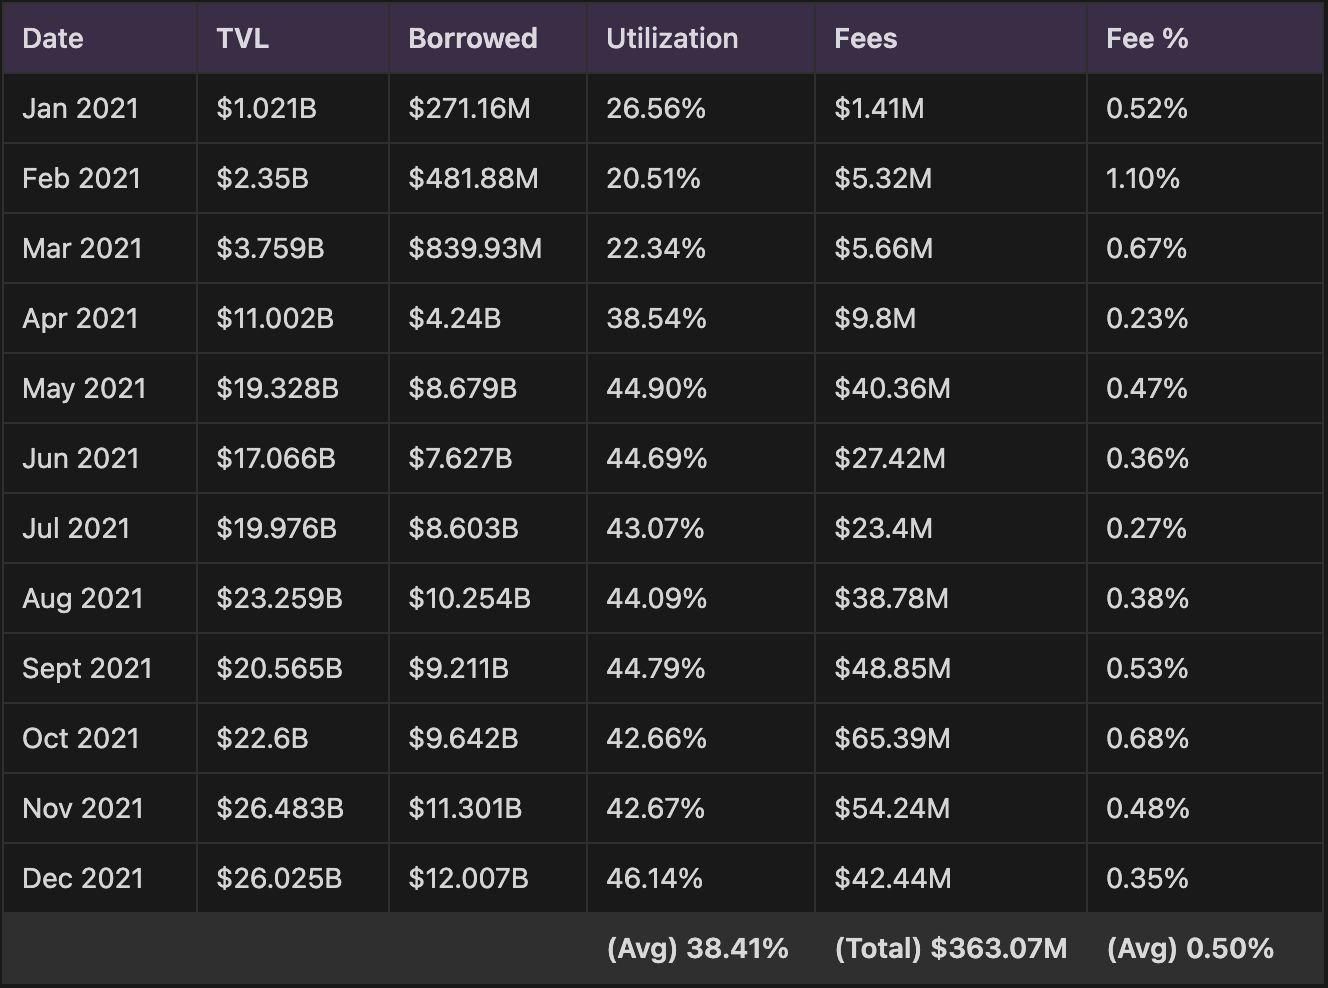 Date TVL Borrowed Utilization Fees Fee %
Jan 2021 $1.021B $271.16M 26.56% $1.41M 0.52%
Feb 2021 $2.35B $481.88M 20.51% $5.32M 1.10%
Mar 2021 $3.759B $839.93M 22.34% $5.66M 0.67%
Apr 2021 $11.002B $4.24B 38.54% $9.8M 0.23%
May 2021 $19.328B $8.679B 44.90% $40.36M 0.47%
Jun 2021 $17.066B $7.627B 44.69% $27.42M 0.36%
Jul 2021 $19.976B $8.603B 43.07% $23.4M 0.27%
Aug 2021 $23.259B $10.254B 44.09% $38.78M 0.38%
Sept 2021 $20.565B $9.211B 44.79% $48.85M 0.53%
Oct 2021 $22.6B $9.642B 42.66% $65.39M 0.68%
Nov 2021 $26.483B $11.301B 42.67% $54.24M 0.48%
Dec 2021 $26.025B $12.007B 46.14% $42.44M 0.35%
(Avg) 38.41% (Total) $363.07M (Avg) 0.50%